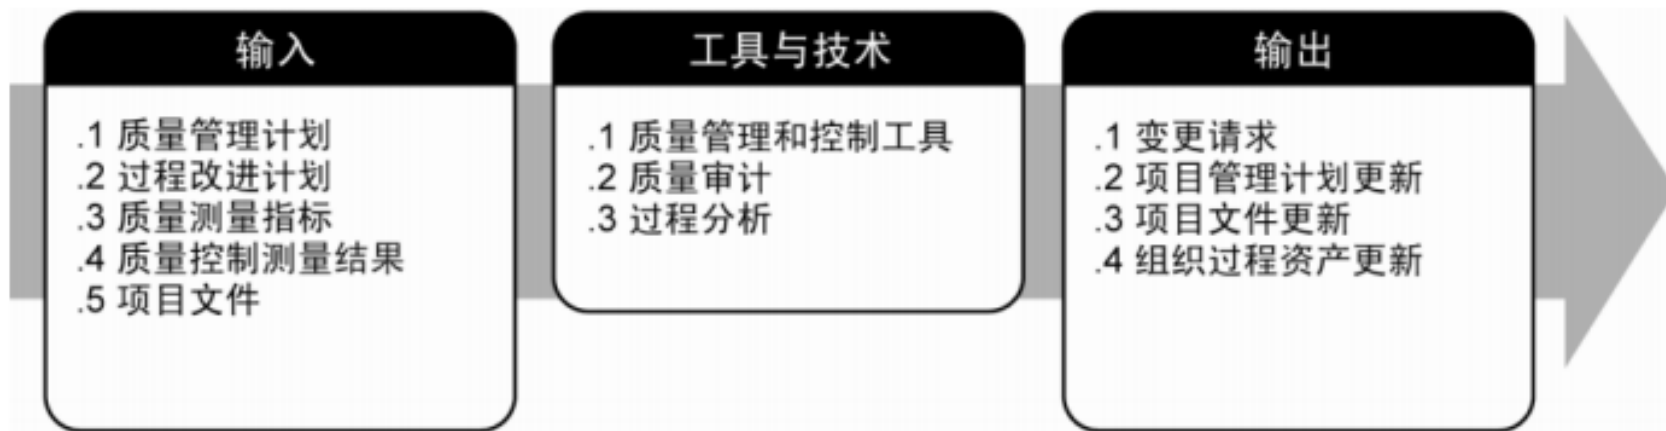 输入
.1 质量管理计划
.2 过程改进计划
.3 质量测量指标
.4 质量控制测量结果
.5 项目文件
工具与技术
.1 质量管理和控制工具
.2 质量审计
.3 过程分析
输出
.1 变更请求
.2 项目管理计划更新
.3 项目文件更新
.4 组织过程资产更新